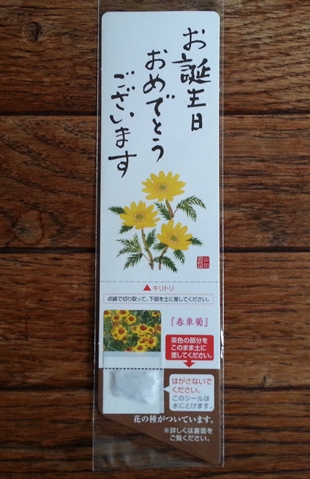 お誕生日
おめでとう
ございます
▲キリトリ
点線で切り取って、下部を土に差してください。
『春車菊』
茶色の部分を
このまま土に
差してください。
はがさないで
ください。
このシールは
水にとけます。
花の種がついています。
※詳しくは裏面を
ご覧ください。